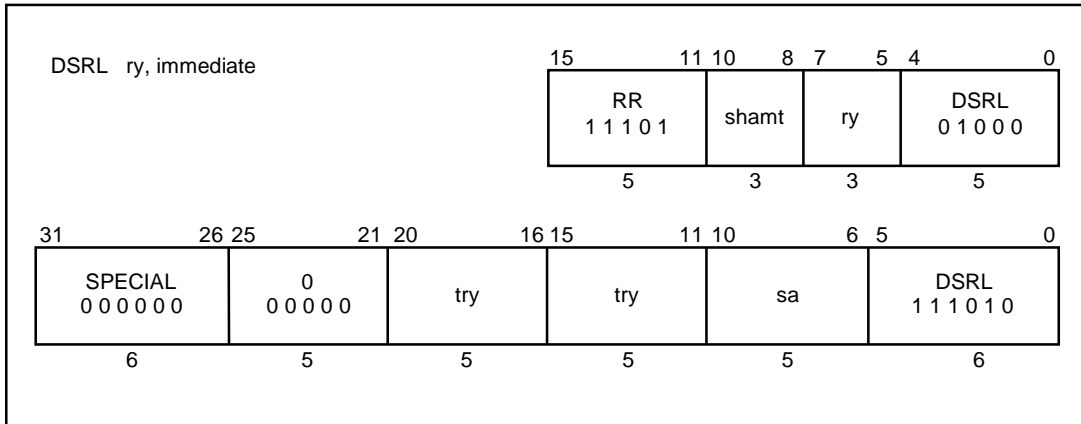 DSRL ry, immediate
15 11 10 8 7 5 4 0
RR shamt ry DSRL
1 1 1 0 1 0 1 0 0 0
5 3 3 5
31 26 25 21 20 16 15 11 10 6 5 0
SPECIAL 0 try try sa DSRL
0 0 0 0 0 0 0 0 0 0 0 1 1 1 0 1 0
6 5 5 5 5 6